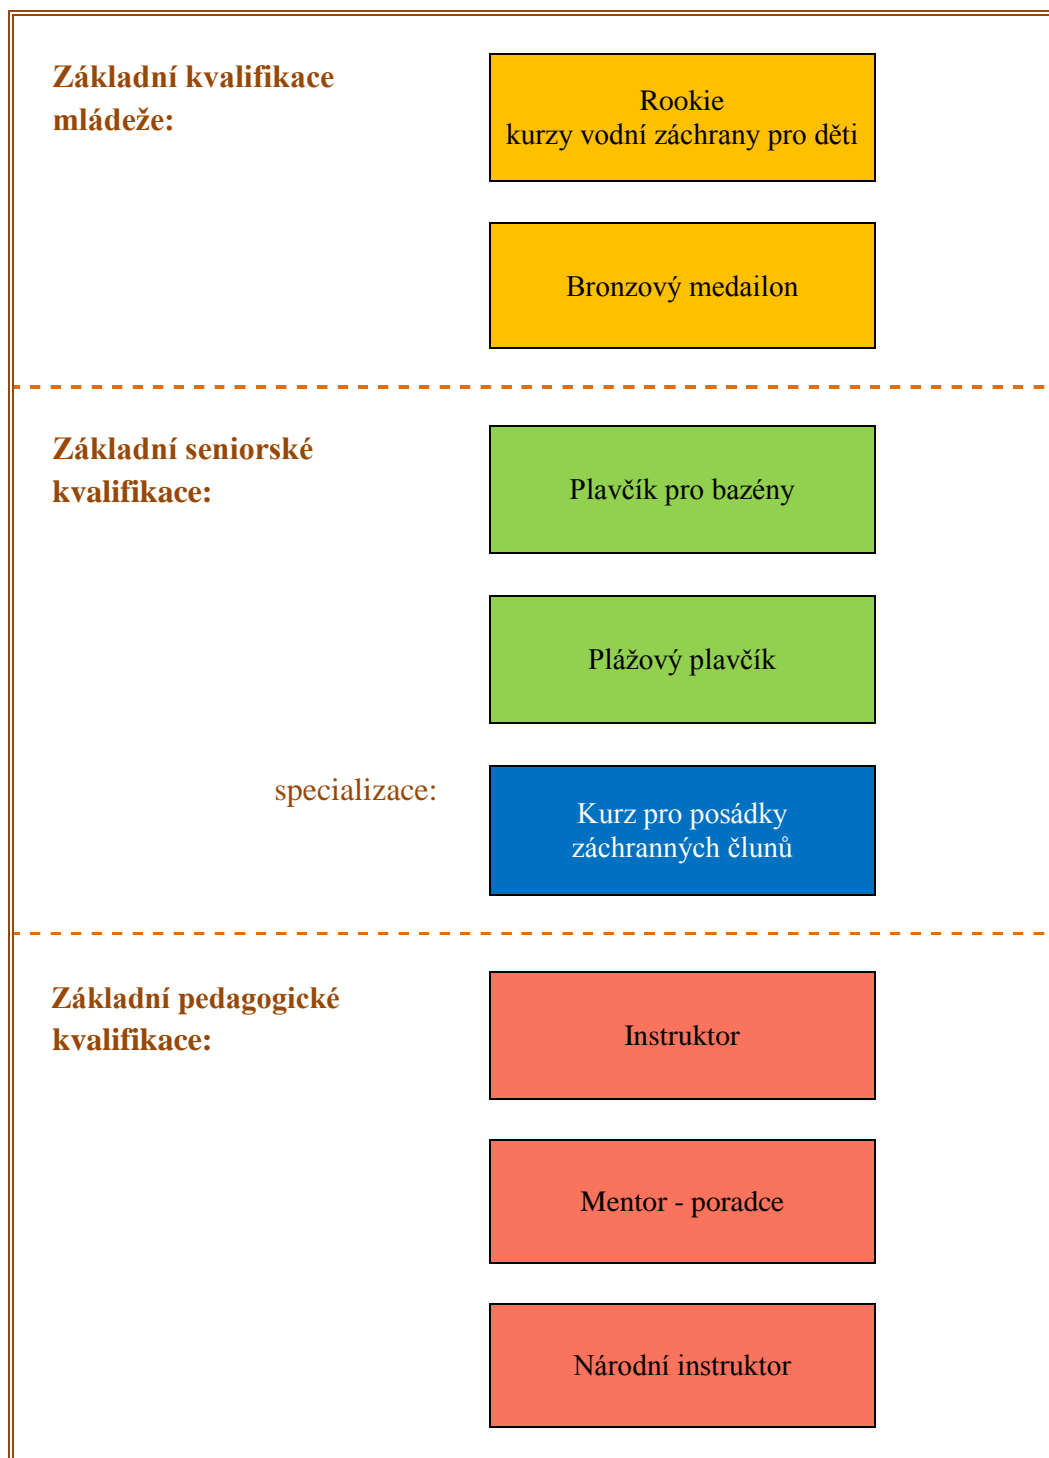 Základní kvalifikace
mládeže:
Rookie
kurzy vodní záchrany pro děti
Bronzový medailon
Základní seniorské
kvalifikace:
Plavčík pro bazény
Plážový plavčík
specializace:
Kurz pro posádky
záchranných člunů
Základní pedagogické
kvalifikace:
Instruktor
Mentor - poradce
Národní instruktor